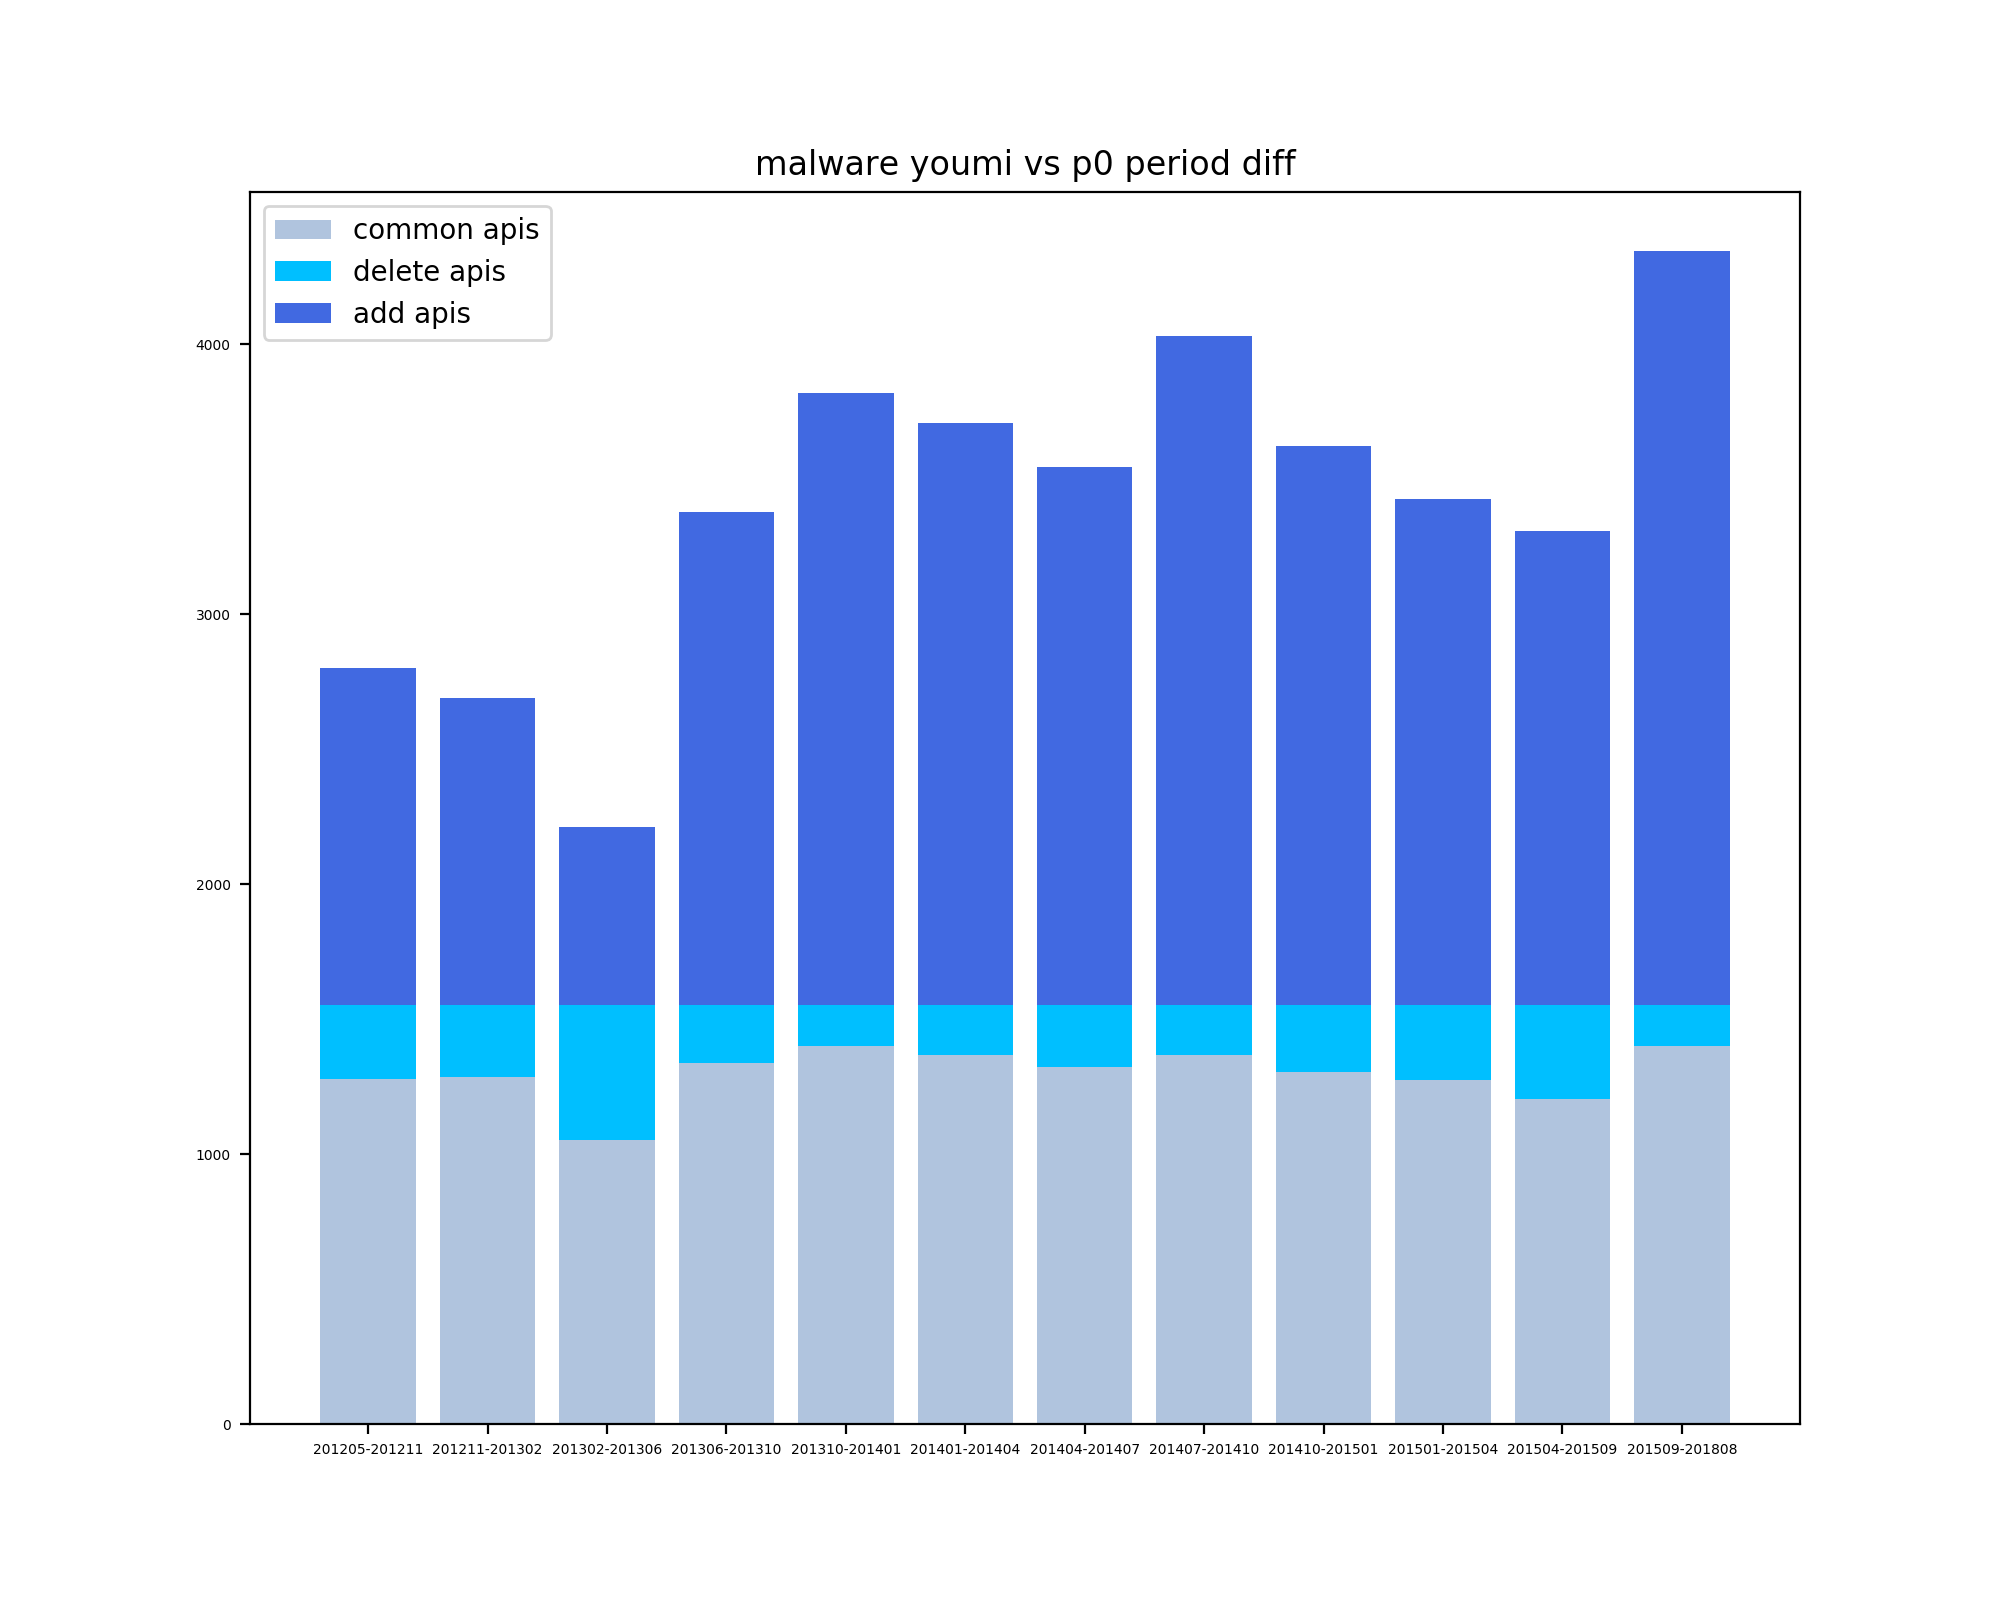 malware youmi vs p0 period diff
common apis
delete apis
add apis
4000
3000
2000
1000
0
201205-201211 201211-201302 201302-201306 201306-201310 201310-201401 201401-201404 201404-201407 201407-201410 201410-201501 201501-201504 201504-201509 201509-201808